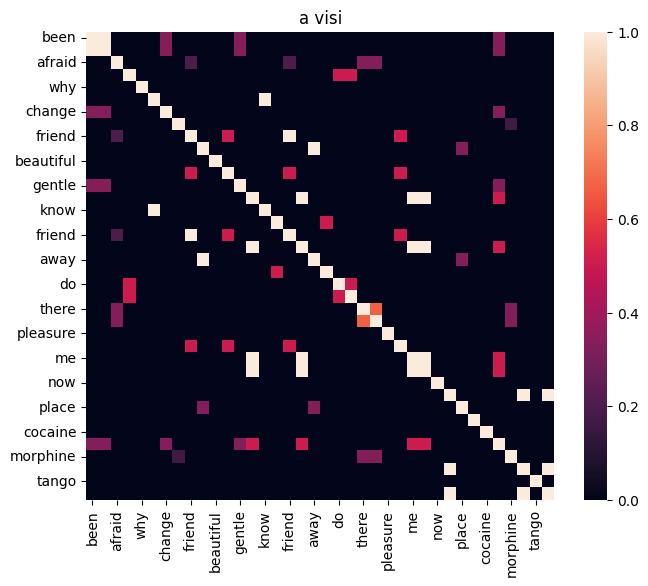 a visi
been
afraid
why
change
friend
beautiful
gentle
know
friend
away
do
there
pleasure
me
now
place
cocaine
morphine
tango
1.0
0.8
0.6
0.4
0.2
0.0
been
afraid
why
change
friend
beautiful
gentle
know
friend
away
do
there
pleasure
me
now
place
cocaine
morphine
tango